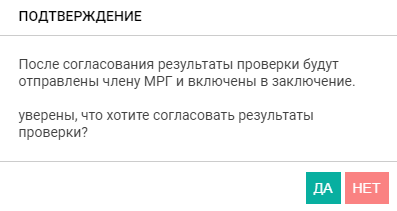 ПОДТВЕРЖДЕНИЕ
После согласования результаты проверки будут
отправлены члену МРГ и включены в заключение.
уверены, что хотите согласовать результаты
проверки?
ДА НЕТ